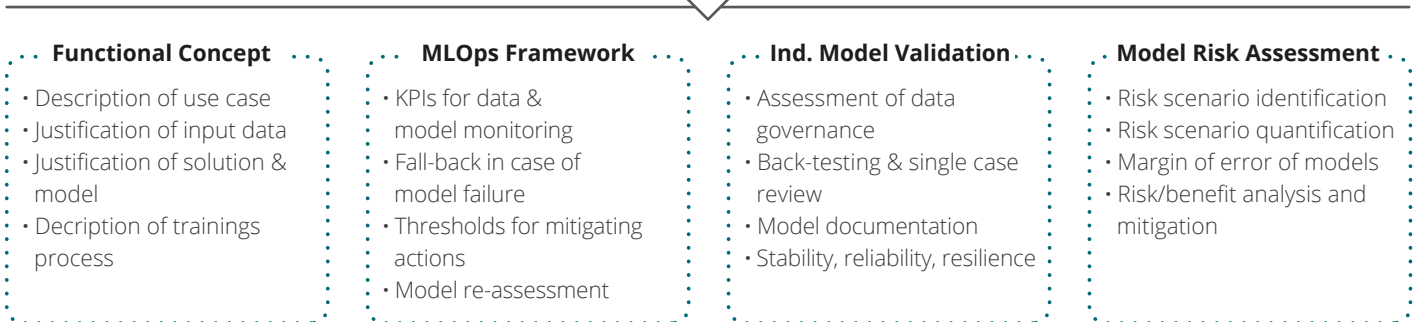 Functional Concept
• Description of use case
• Justification of input data
• Justification of solution &
model
• Decription of trainings
process
MLOps Framework
• KPIs for data &
model monitoring
• Fall-back in case of
model failure
• Thresholds for mitigating
actions
• Model re-assessment
Ind. Model Validation
• Assessment of data
governance
• Back-testing & single case
review
• Model documentation
• Stability, reliability, resilience
Model Risk Assessment
• Risk scenario identification
• Risk scenario quantification
• Margin of error of models
• Risk/benefit analysis and
mitigation